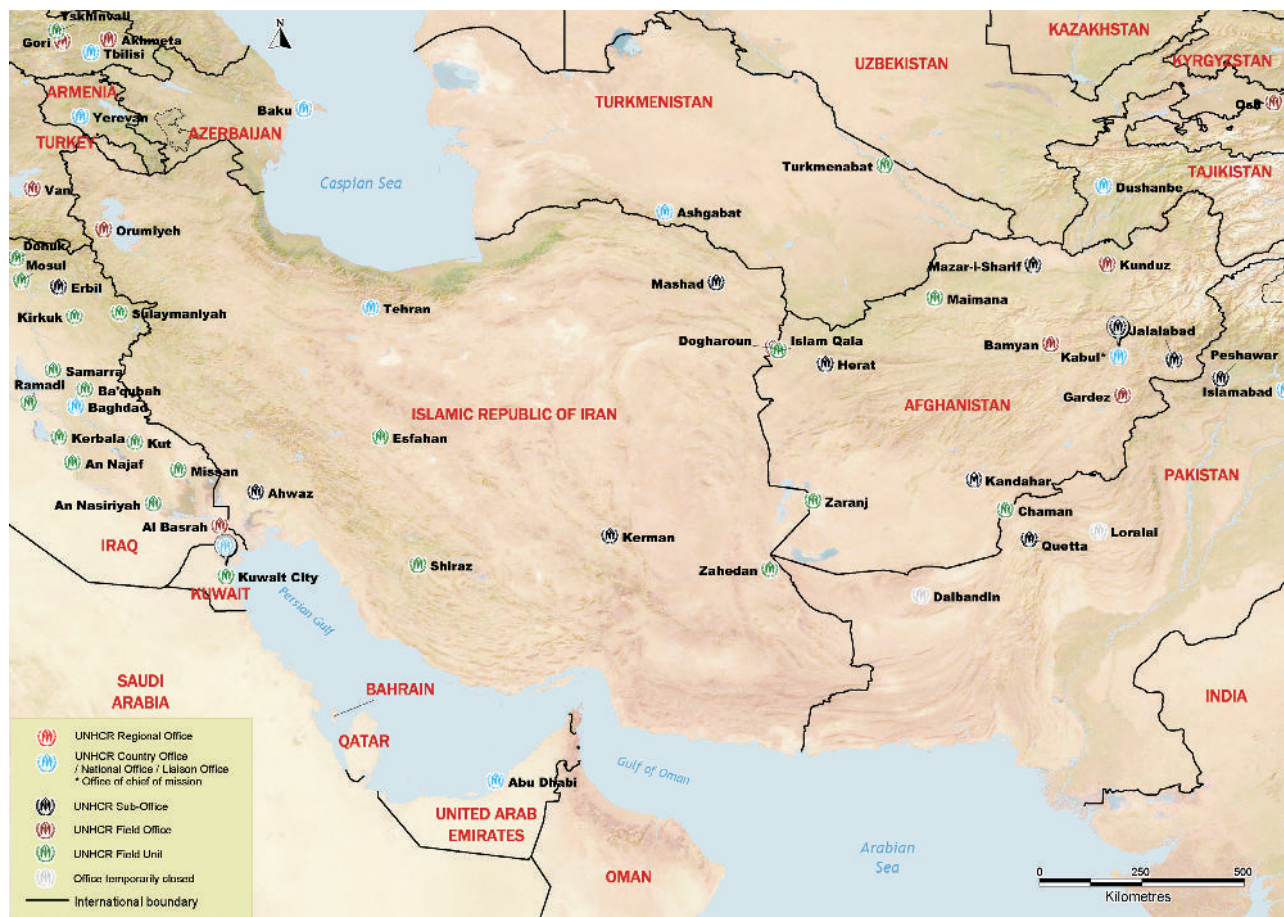 Tskhinvali
Gori
Akhmeta
Tbilisi
N
KAZAKHSTAN
KYRGYZSTAN
UZBEKISTAN
ARMENIA
Yerevan
Baku
TURKMENISTAN
Osh
TURKEY
AZERBAIJAN
Turkmenabat
TAJIKISTAN
Van
Caspian Sea
Dushanbe
Ashgabat
Orumiyeh
Dohuk
Mosul
Mazar-i-Sharif
Kunduz
Erbil
Mashad
Maimana
Kirkuk
Sulaymaniyah
Tehran
Dogharoun
Islam Qala
Jalalabad
Bamyan
Kabul*
Peshawar
Herat
Samarra
Ramadi
Ba'qubah
Islamabad
Baghdad
Gardez
ISLAMIC REPUBLIC OF IRAN
AFGHANISTAN
Kerbala
Kut
Esfahan
An Najaf
Missan
PAKISTAN
Kandahar
Ahwaz
An Nasiriyah
Zaranj
Chaman
Al Basrah
Loralai
Kerman
Quetta
IRAQ
Shiraz
Zahedan
Kuwait City
KUWAIT
Dalbandin
Persian Gulf
SAUDI
ARABIA
BAHRAIN
INDIA
QATAR
Gulf of Oman
Abu Dhabi
UNITED ARAB
EMIRATES
Arabian
Sea
OMAN
UNHCR Regional Office
UNHCR Country Office
/ National Office / Liaison Office
* Office of chief of mission
UNHCR Sub-Office
UNHCR Field Office
UNHCR Field Unit
Office temporarily closed
International boundary
0 250 500
Kilometres